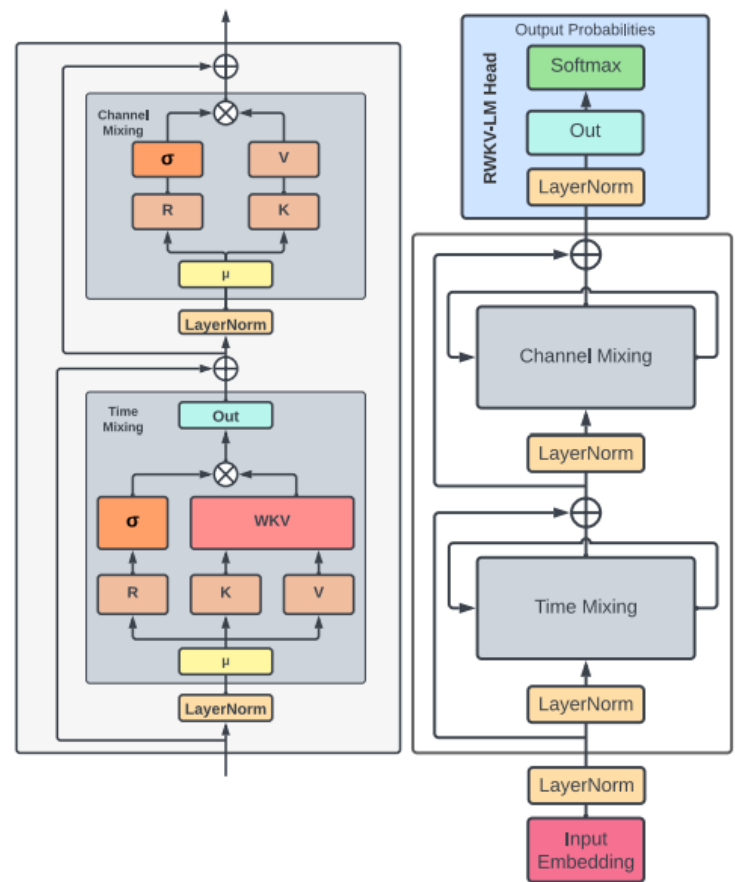 Channel
Mixing
σ
V
R
K
μ
LayerNorm
Time
Mixing
Out
σ
WKV
R
K
V
μ
LayerNorm
RWKV-LM Head
Output Probabilities
Softmax
Out
LayerNorm
Channel Mixing
LayerNorm
Time Mixing
LayerNorm
LayerNorm
Input
Embedding